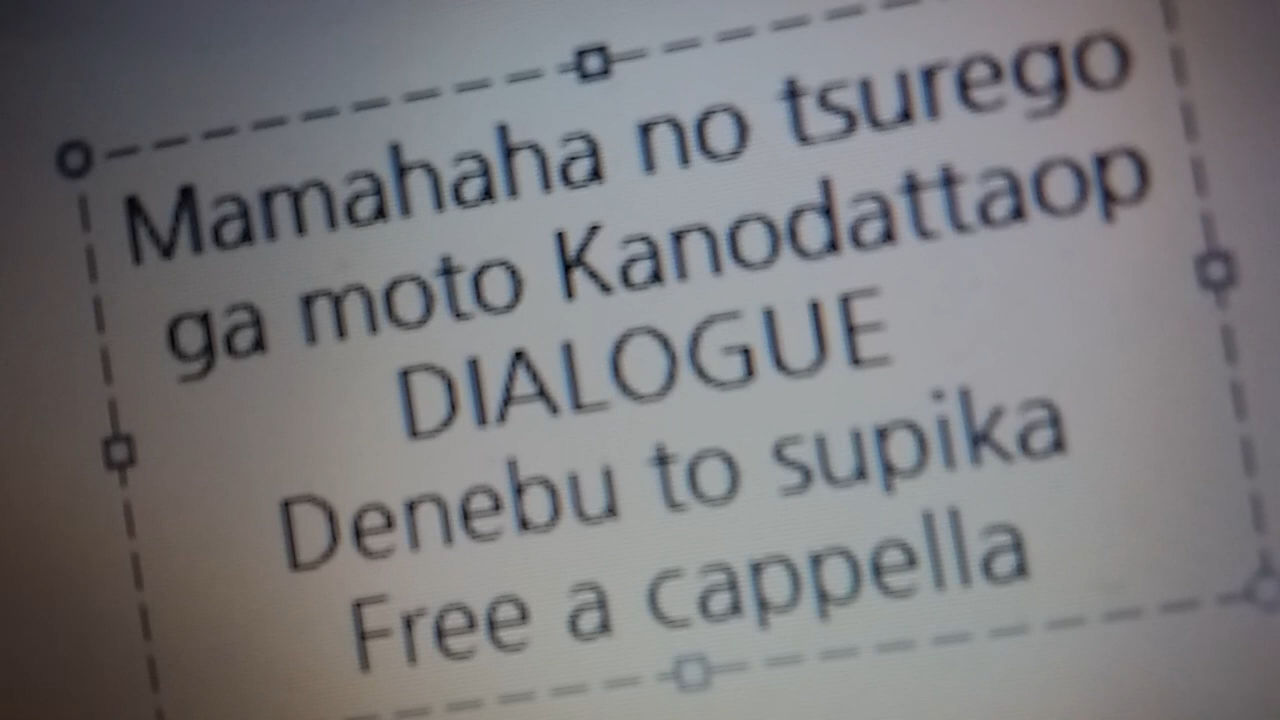 Mamahaha no tsurego
ga moto Kanodattaop
DIALOGUE
Denebu to supika
Free a cappella